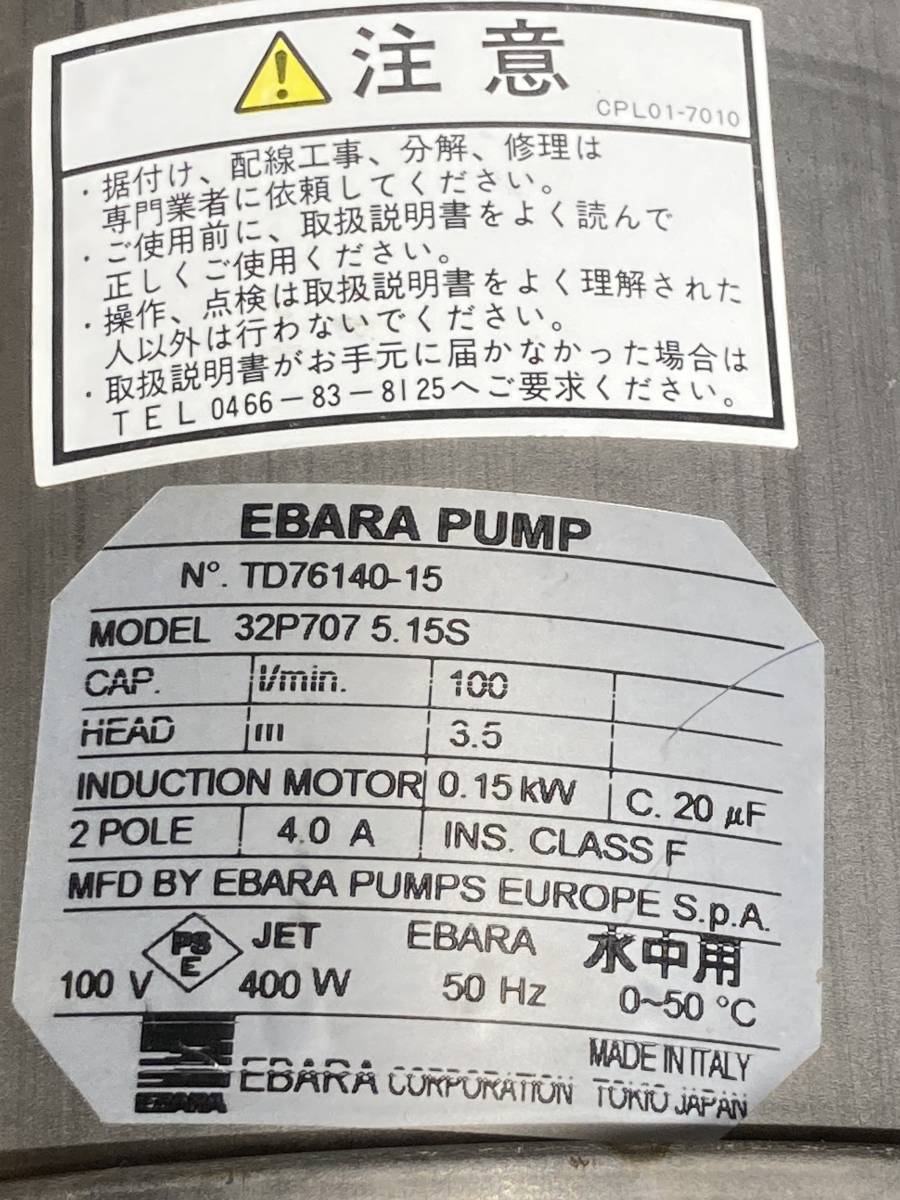 注意
CPL01-7010
・据付け、配線工事、分解、修理は
専門業者に依頼してください。
・ご使用前に、取扱説明書をよく読んで
正しくご使用ください。
・操作、点検は取扱説明書をよく理解された
人以外は行わないでください。
・取扱説明書がお手元に届かなかった場合は
TEL 0466-83-8125へご要求ください。
EBARA PUMP
N°. TD76140-15
MODEL 32P707 5.15S
CAP. l/min. 100
HEAD m 3.5
INDUCTION MOTOR 0.15 kW C. 20 µF
2 POLE 4.0 A INS. CLASS F
MFD BY EBARA PUMPS EUROPE S.p.A.
PS E JET EBARA 水中用
100 V 400 W 50 Hz 0~50 °C
MADE IN ITALY
EBARA EBARA CORPORATION TOKIO JAPAN